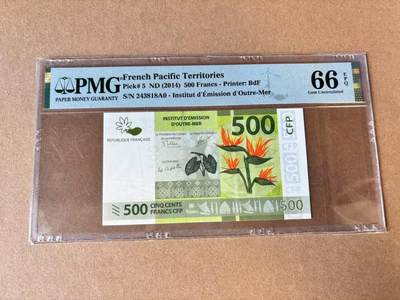 PMG
PAPER MONEY GUARANTY
French Pacific Territories
Pick# 5 ND (2014) 500 Francs - Printer: BdF
S/N 243818A0 - Institut d'Émission d'Outre-Mer
66 EPQ
Gem Uncirculated
INSTITUT D'ÉMISSION
D'OUTRE-MER
500
CFP
RÉPUBLIQUE FRANÇAISE
500 CINQ CENTS
FRANCS CFP
500